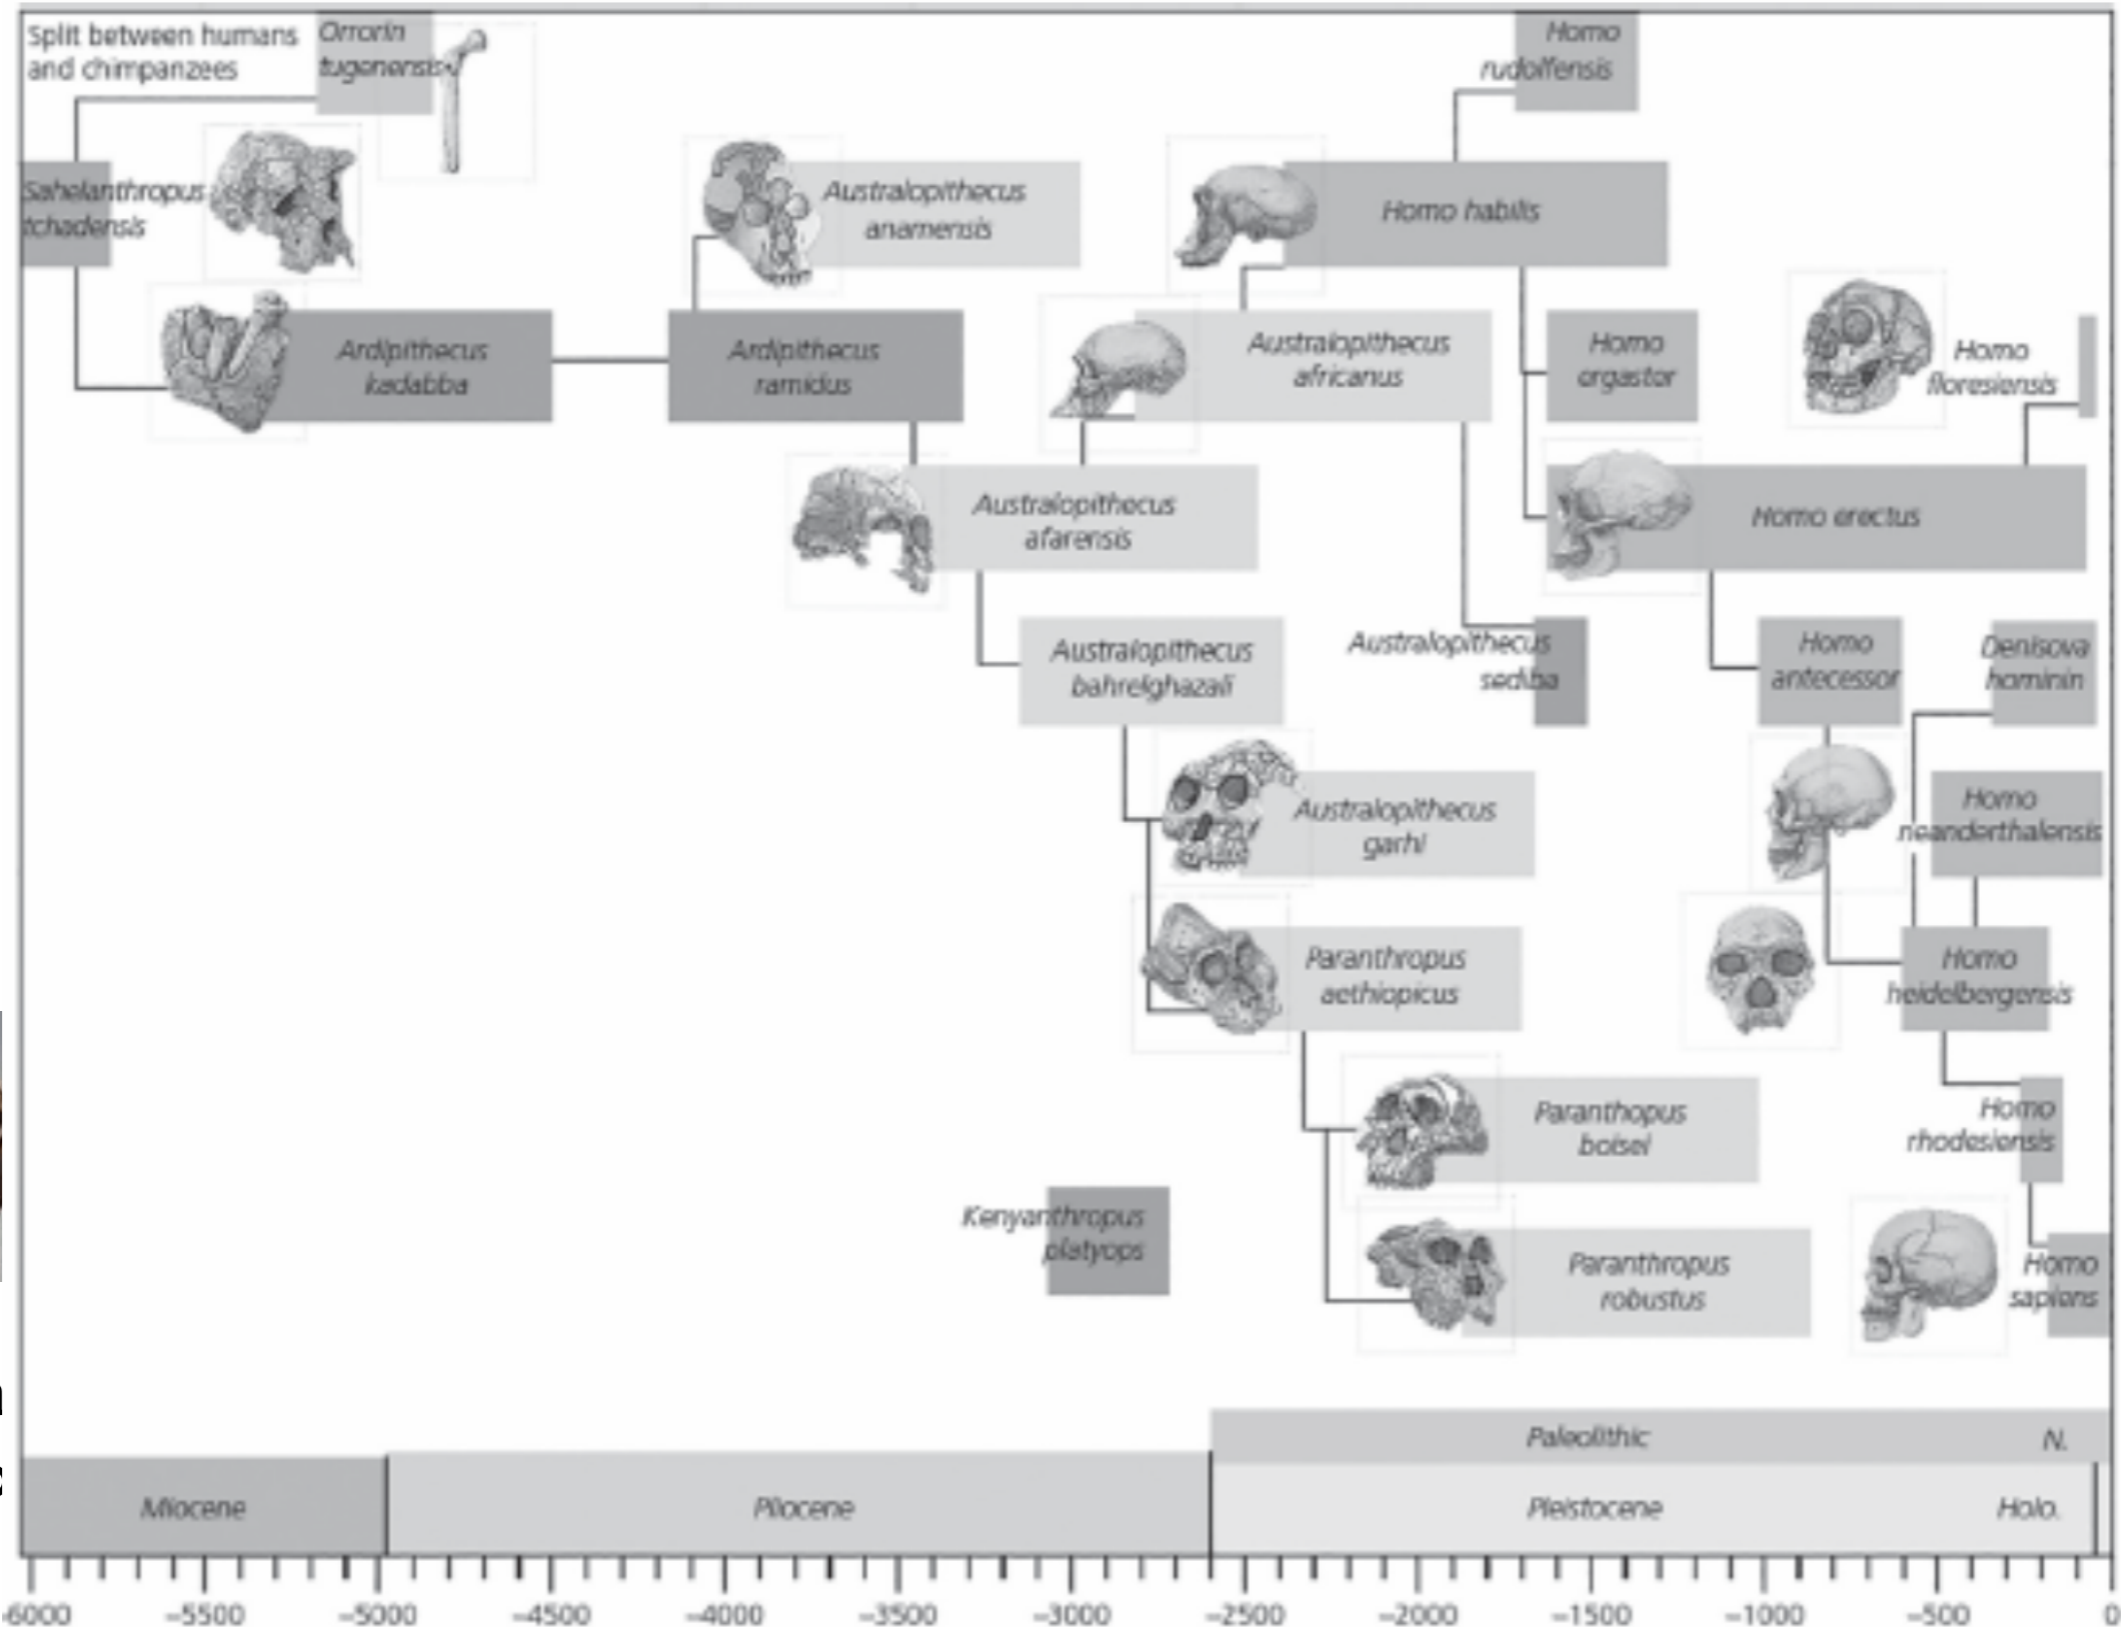 Split between humans
and chimpanzees
Orrorin
tugenensis
Homo
rudolfensis
Sahelanthropus
tchadensis
Australopithecus
anamensis
Homo habilis
Ardipithecus
kadabba
Ardipithecus
ramidus
Australopithecus
africanus
Homo
ergaster
Homo
floresiensis
Australopithecus
afarensis
Homo erectus
Australopithecus
bahrelghazali
Australopithecus
sediba
Homo
antecessor
Denisova
hominin
Australopithecus
garhi
Homo
neanderthalensis
Paranthropus
aethiopicus
Homo
heidelbergensis
Paranthopus
boisei
Homo
rhodesiensis
Kenyanthropus
platyops
Paranthropus
robustus
Homo
sapiens
Paleolithic N.
Miocene Pliocene Pleistocene Holo.
-6000 -5500 -5000 -4500 -4000 -3500 -3000 -2500 -2000 -1500 -1000 -500 0